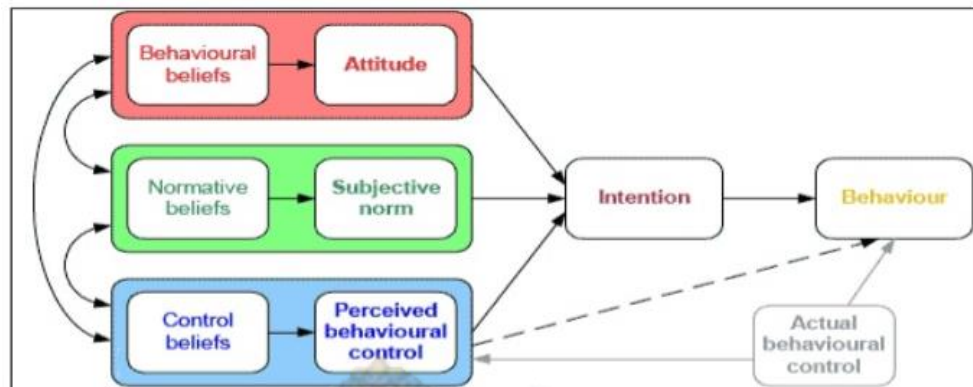 Behavioural
beliefs
Attitude
Normative
beliefs
Subjective
norm
Intention
Behaviour
Control
beliefs
Perceived
behavioural
control
Actual
behavioural
control